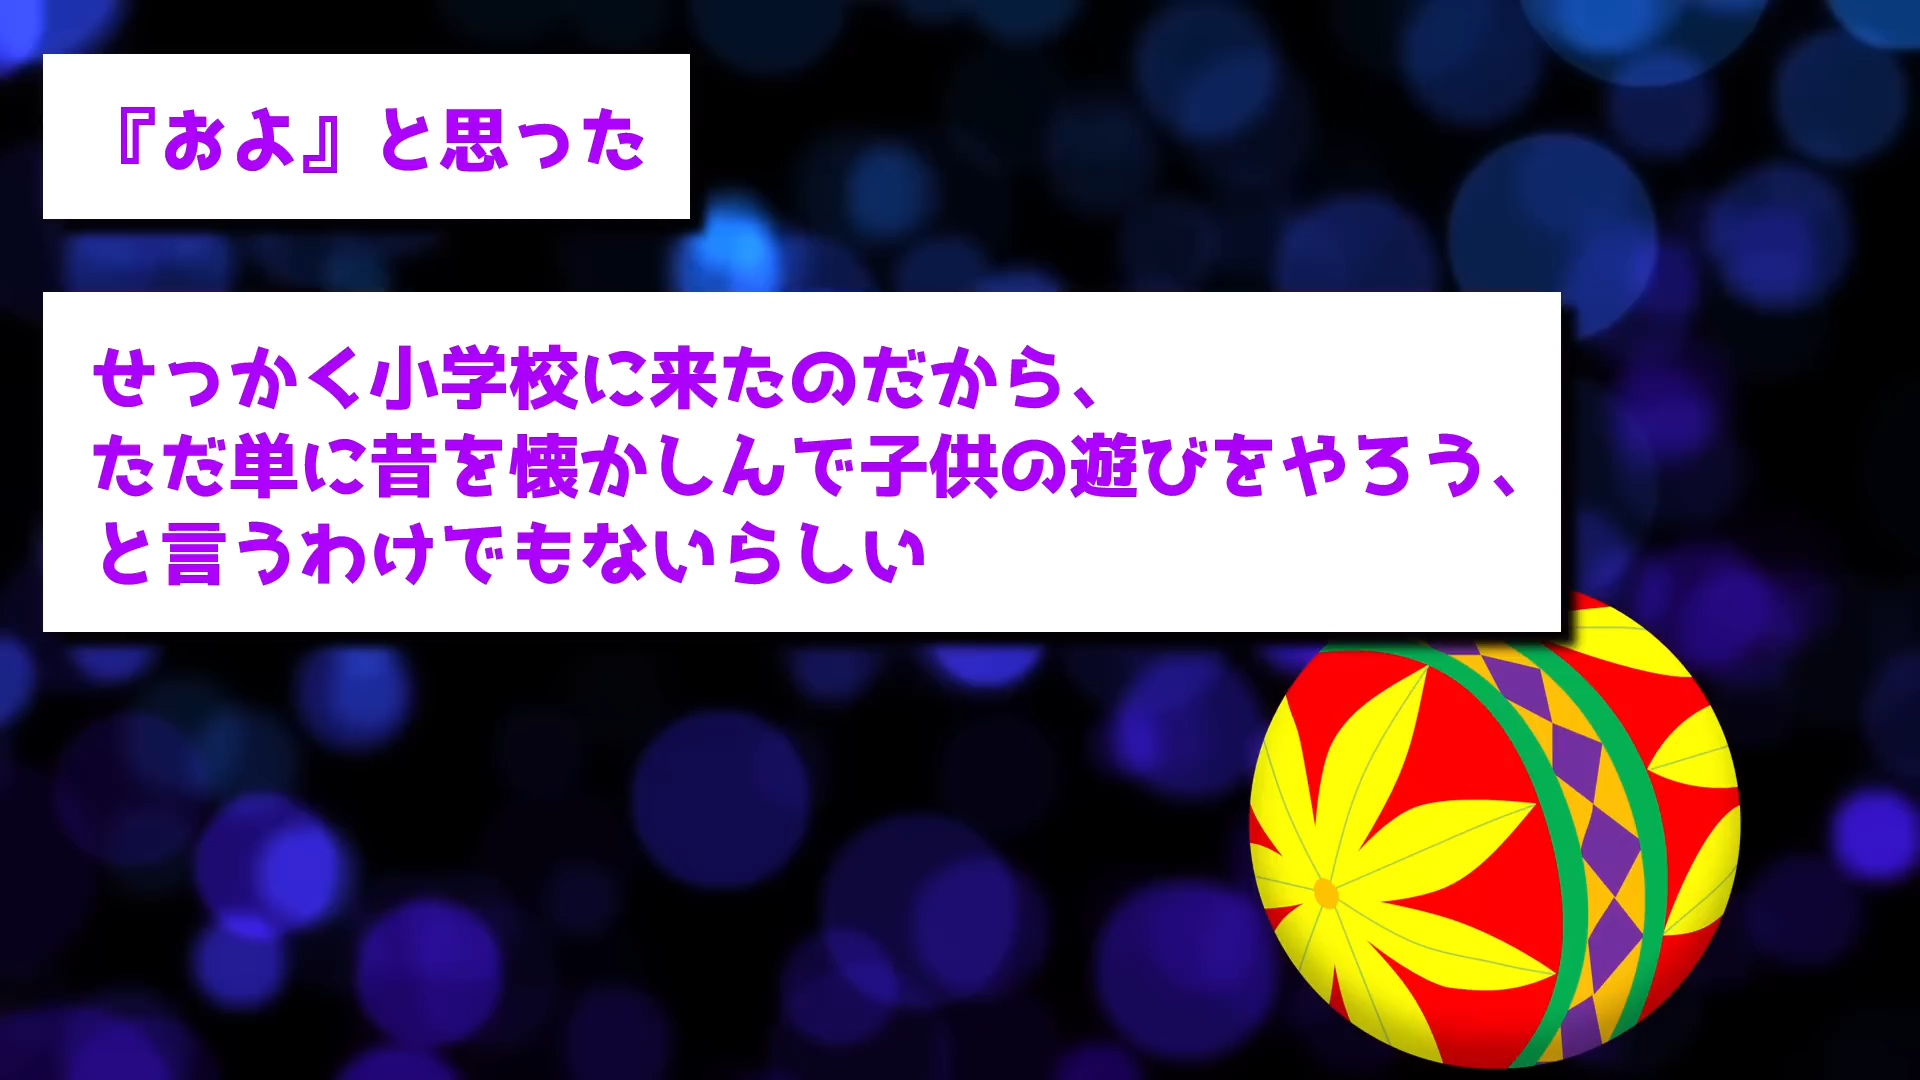 『およ』と思った
せっかく小学校に来たのだから、
ただ単に昔を懐かしんで子供の遊びをやろう、
と言うわけでもないらしい